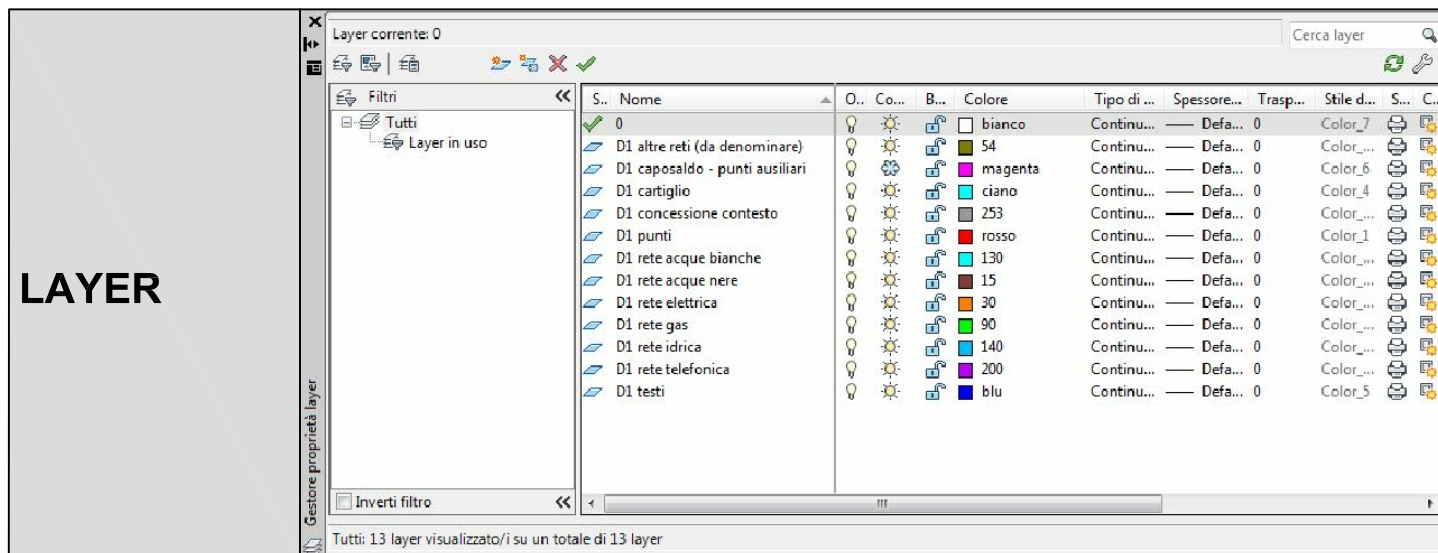 LAYER
Gestore proprietà layer
Layer corrente: 0
Cerca layer
Filtri
Tutti
Layer in uso
Inverti filtro
S.. Nome O.. Co... B... Colore Tipo di ... Spessore... Trasp... Stile d... S... C..
0 bianco Continu... Defa... 0 Color_7
D1 altre reti (da denominare) 54 Continu... Defa... 0 Color_...
D1 caposaldo - punti ausiliari magenta Continu... Defa... 0 Color_6
D1 cartiglio ciano Continu... Defa... 0 Color_4
D1 concessione contesto 253 Continu... Defa... 0 Color_...
D1 punti rosso Continu... Defa... 0 Color_1
D1 rete acque bianche 130 Continu... Defa... 0 Color_...
D1 rete acque nere 15 Continu... Defa... 0 Color_...
D1 rete elettrica 30 Continu... Defa... 0 Color_...
D1 rete gas 90 Continu... Defa... 0 Color_...
D1 rete idrica 140 Continu... Defa... 0 Color_...
D1 rete telefonica 200 Continu... Defa... 0 Color_...
D1 testi blu Continu... Defa... 0 Color_5
Tutti: 13 layer visualizzato/i su un totale di 13 layer